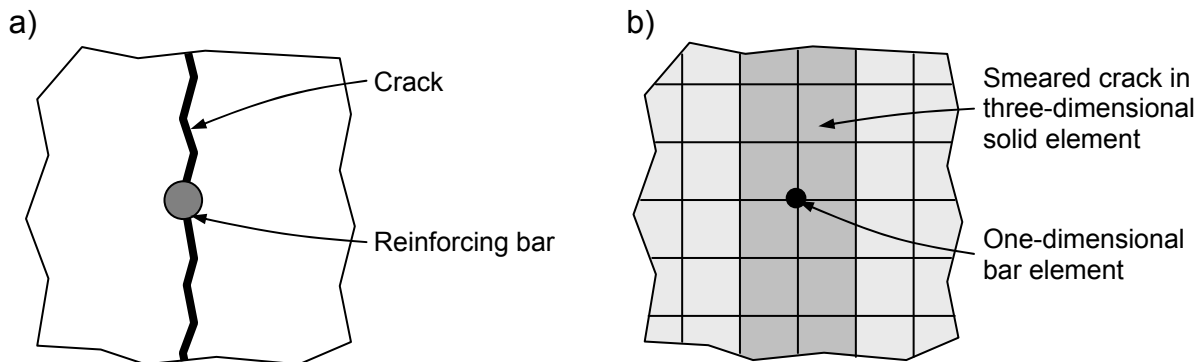 a)
Crack
Reinforcing bar
b)
Smeared crack in
three-dimensional
solid element
One-dimensional
bar element